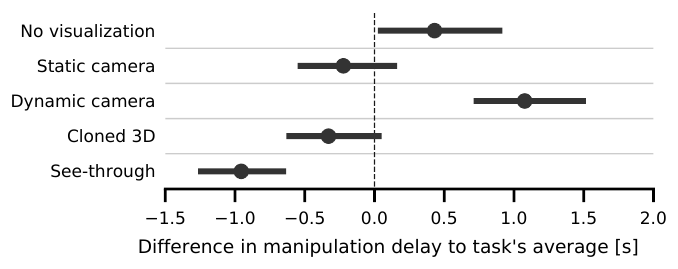 No visualization
Static camera
Dynamic camera
Cloned 3D
See-through
−1.5 −1.0 −0.5 0.0 0.5 1.0 1.5 2.0
Difference in manipulation delay to task's average [s]